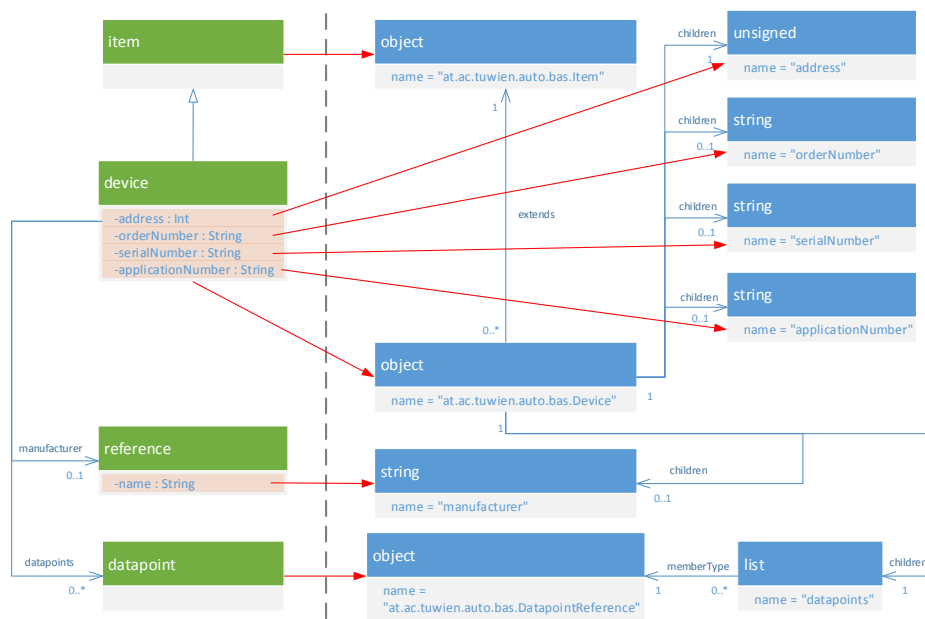 item
object
name = "at.ac.tuwien.auto.bas.Item"
1
children
1
unsigned
name = "address"
children
0..1
string
name = "orderNumber"
device
-address : Int
-orderNumber : String
-serialNumber : String
-applicationNumber : String
extends
0..*
children
0..1
string
name = "serialNumber"
children
0..1
string
name = "applicationNumber"
object
name = "at.ac.tuwien.auto.bas.Device"
1
1
manufacturer
0..1
reference
-name : String
string
name = "manufacturer"
children
0..1
datapoints
0..*
datapoint
object
name =
"at.ac.tuwien.auto.bas.DatapointReference"
memberType
1
0..*
list
name = "datapoints"
children
1